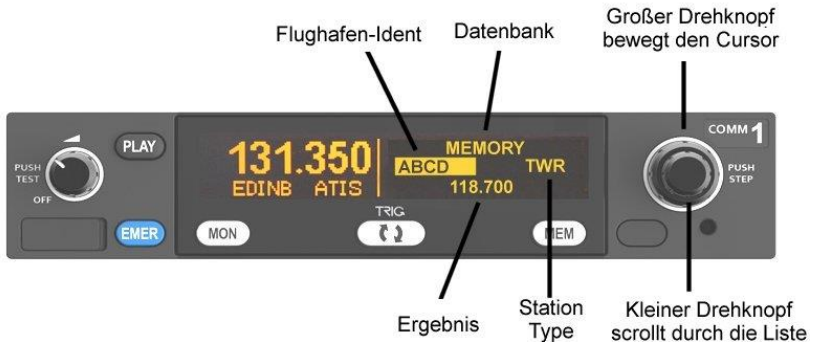 Großer Drehknopf
bewegt den Cursor
Flughafen-Ident
Datenbank
PUSH
TEST
OFF
PLAY
EMER
131.350
EDINB ATIS
MEMORY
ABCD
TWR
118.700
TRIG
MON
MEM
COMM 1
PUSH
STEP
Ergebnis
Station
Type
Kleiner Drehknopf
scrollt durch die Liste